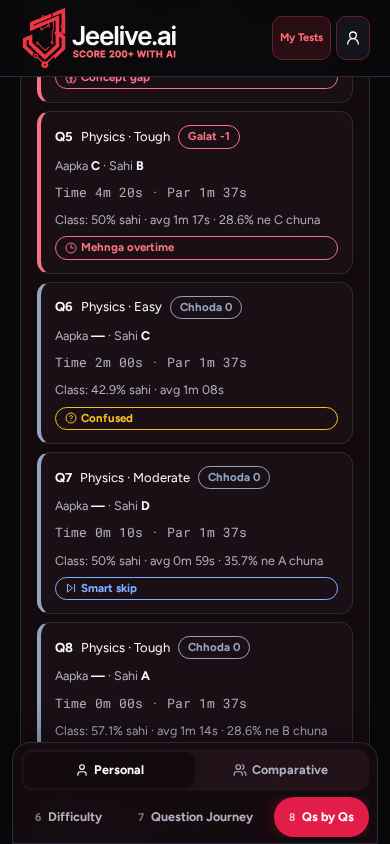 Jeelive.ai
SCORE 200+ WITH AI
My Tests
Concept gap
Q5 Physics · Tough Galat -1
Aapka C · Sahi B
Time 4m 20s · Par 1m 37s
Class: 50% sahi · avg 1m 17s · 28.6% ne C chuna
Mehnga overtime
Q6 Physics · Easy Chhoda 0
Aapka — · Sahi C
Time 2m 00s · Par 1m 37s
Class: 42.9% sahi · avg 1m 08s
Confused
Q7 Physics · Moderate Chhoda 0
Aapka — · Sahi D
Time 0m 10s · Par 1m 37s
Class: 50% sahi · avg 0m 59s · 35.7% ne A chuna
Smart skip
Q8 Physics · Tough Chhoda 0
Aapka — · Sahi A
Time 0m 00s · Par 1m 37s
Class: 57.1% sahi · avg 1m 14s · 28.6% ne B chuna
Personal Comparative
6 Difficulty 7 Question Journey 8 Qs by Qs